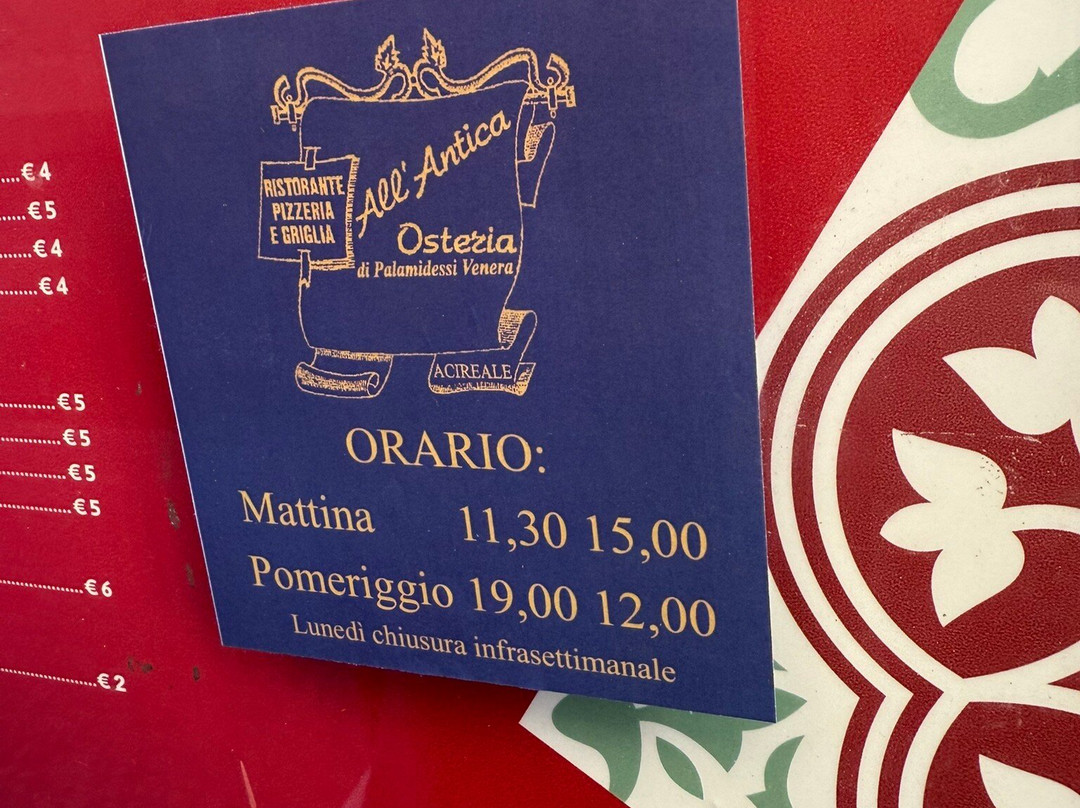 ....€4
.....€5
.....€4
......€4
.........€5
..........€5
...........€5
............€5
..............€6
.................€2
RISTORANTE
PIZZERIA
E GRIGLIA
All'Antica
Osteria
di Palamidessi Venera
ACIREALE
ORARIO:
Mattina 11,30 15,00
Pomeriggio 19,00 12,00
Lunedì chiusura infrasettimanale